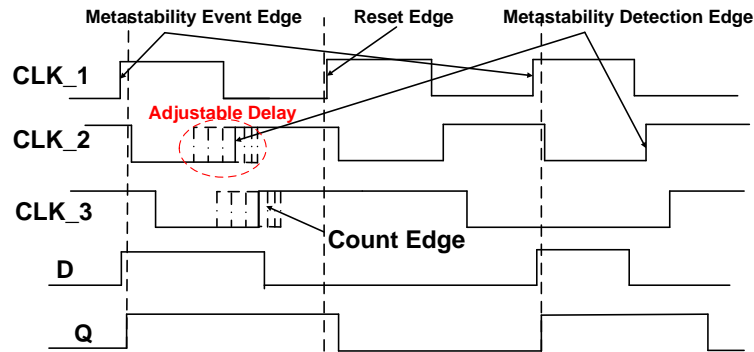 Metastability Event Edge
Reset Edge
Metastability Detection Edge
CLK_1
Adjustable Delay
CLK_2
CLK_3
Count Edge
D
Q